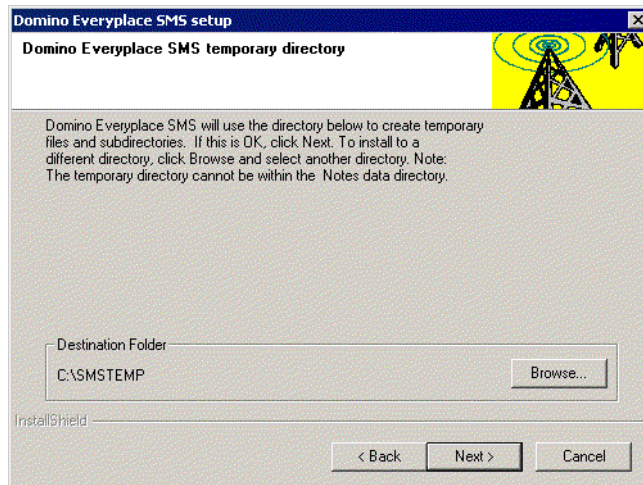 Domino Everyplace SMS setup
Domino Everyplace SMS temporary directory
Domino Everyplace SMS will use the directory below to create temporary
files and subdirectories. If this is OK, click Next. To install to a
different directory, click Browse and select another directory. Note:
The temporary directory cannot be within the Notes data directory.
Destination Folder
C:\SMSTEMP
Browse...
InstallShield
< Back
Next >
Cancel